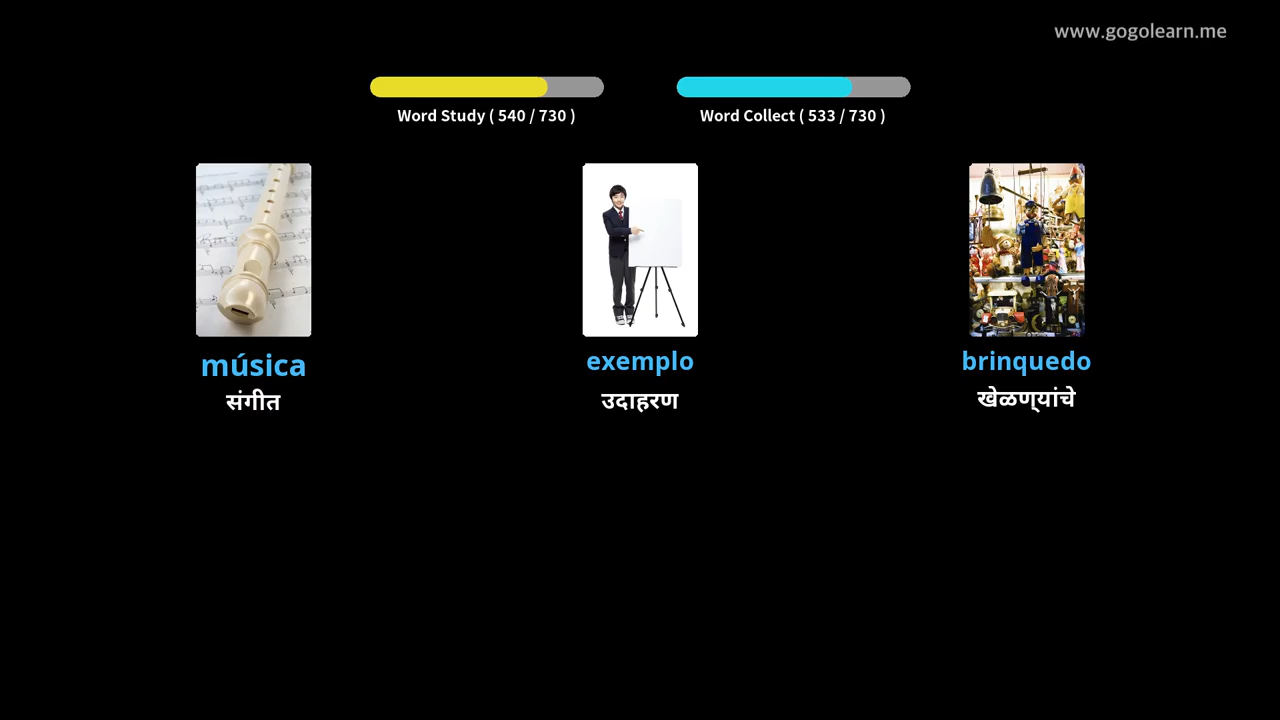 www.gogolearn.me
Word Study ( 540 / 730 )
Word Collect ( 533 / 730 )
música
exemplo
brinquedo
संगीत
उदाहरण
खेळण्यांचे